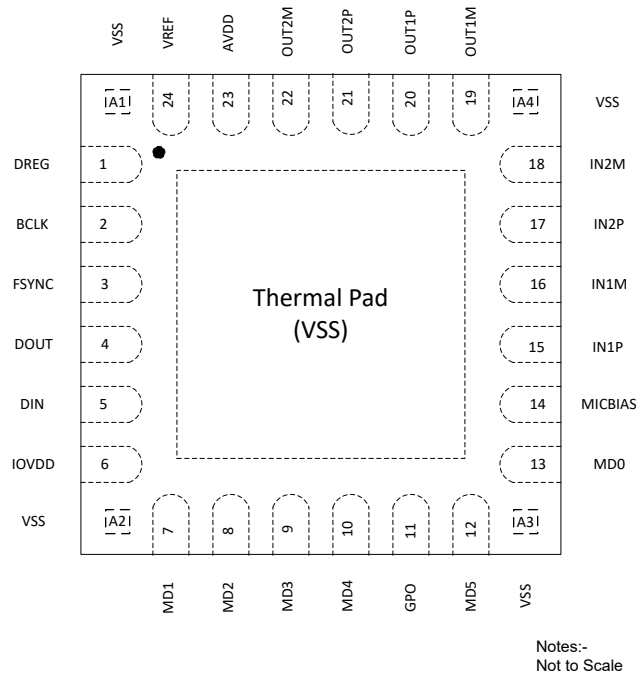 VSS
VREF
AVDD
OUT2M
OUT2P
OUT1P
OUT1M
A1
24
23
22
21
20
19
A4
VSS
DREG
1
18
IN2M
BCLK
2
17
IN2P
FSYNC
3
16
IN1M
Thermal Pad
(VSS)
DOUT
4
15
IN1P
DIN
5
14
MICBIAS
IOVDD
6
13
MD0
VSS
A2
7
8
9
10
11
12
A3
MD1
MD2
MD3
MD4
GPO
MD5
VSS
Notes:-
Not to Scale